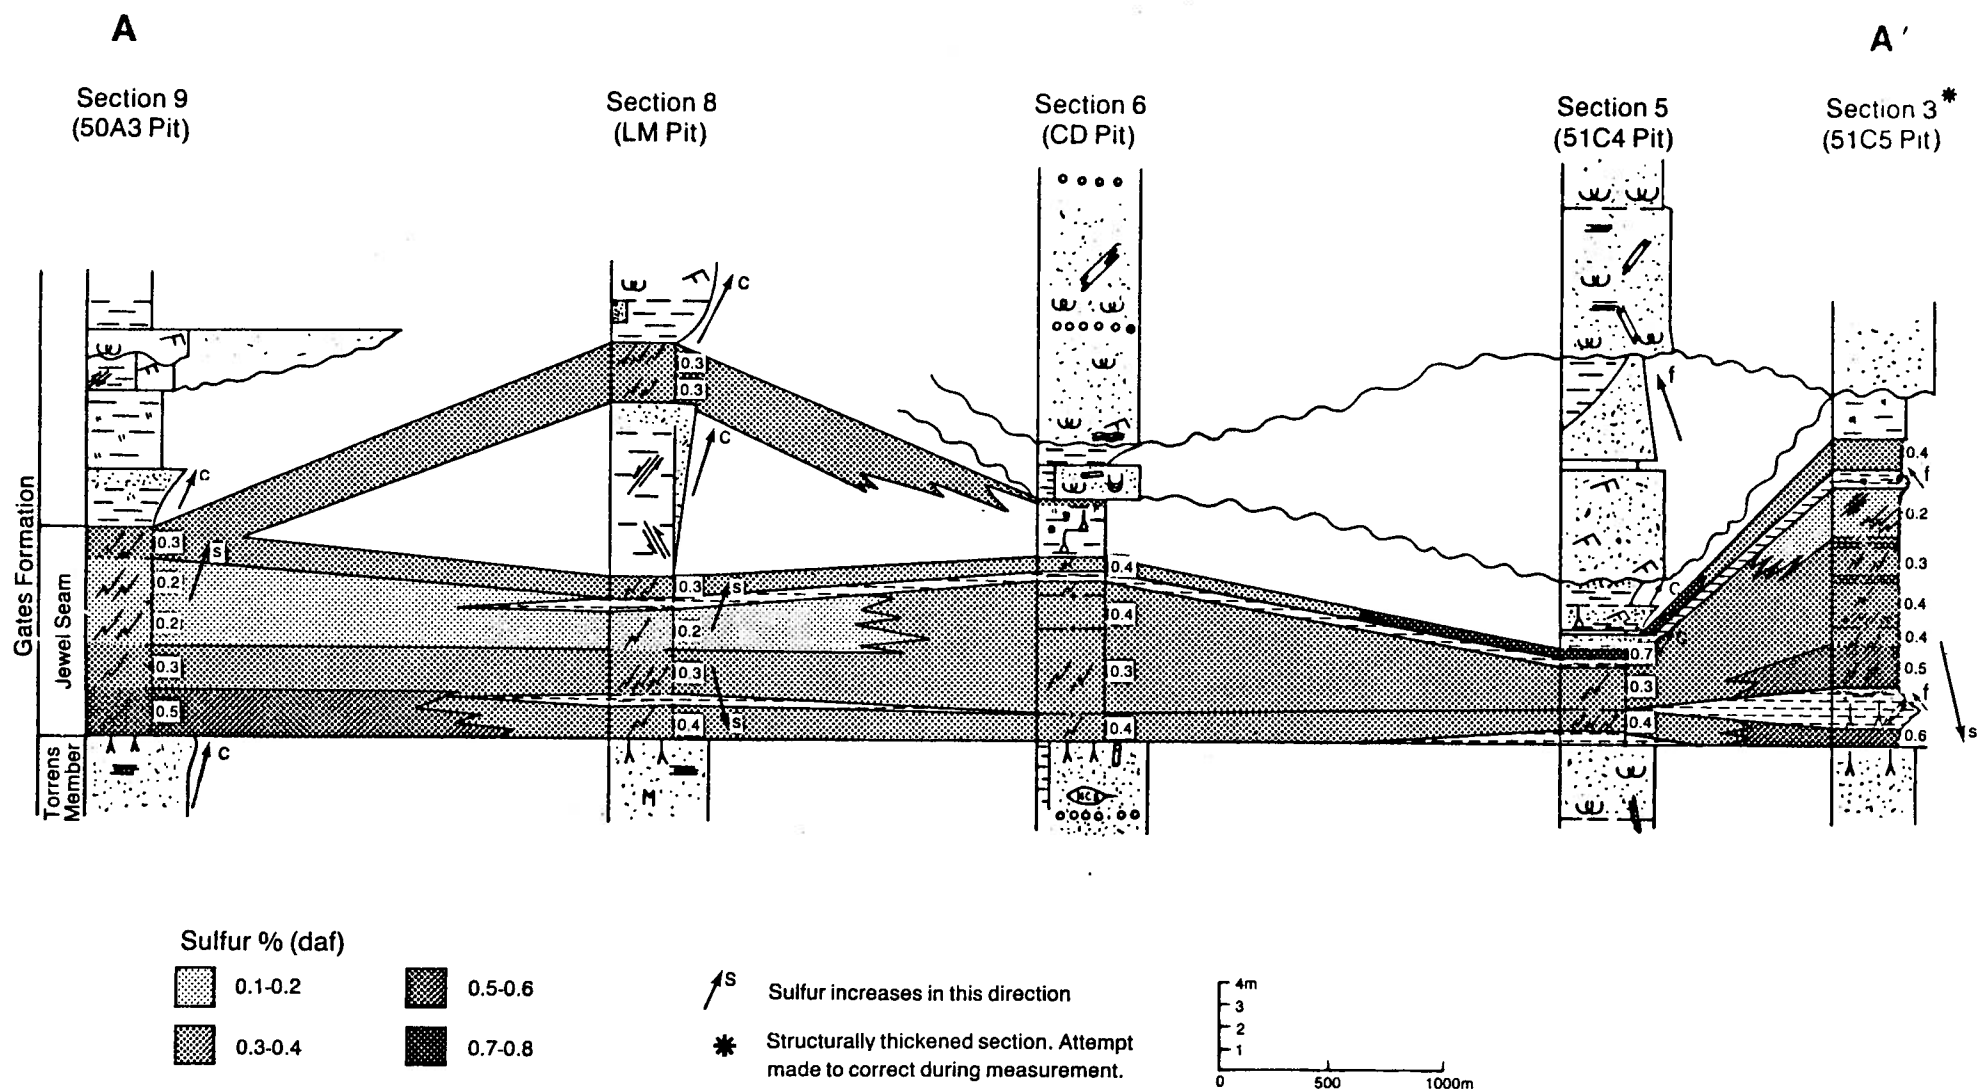 A
A'
Section 9
(50A3 Pit)
Section 8
(LM Pit)
Section 6
(CD Pit)
Section 5
(51C4 Pit)
Section 3*
(51C5 Pit)
Gates Formation
Jewel Seam
Torrens
Member
C
0.3
S
0.2
0.2
0.3
0.5
C
C
0.3
0.3
C
0.3
S
0.2
0.3
0.4
S
M
0.4
0.4
0.3
0.4
f
C
0.7
0.3
0.4
0.4
f
0.2
0.3
0.4
0.4
0.5
f
0.6
S
Sulfur % (daf)
0.1-0.2
0.3-0.4
0.5-0.6
0.7-0.8
S
Sulfur increases in this direction
* Structurally thickened section. Attempt
made to correct during measurement.
4m
3
2
1
0
500
1000m